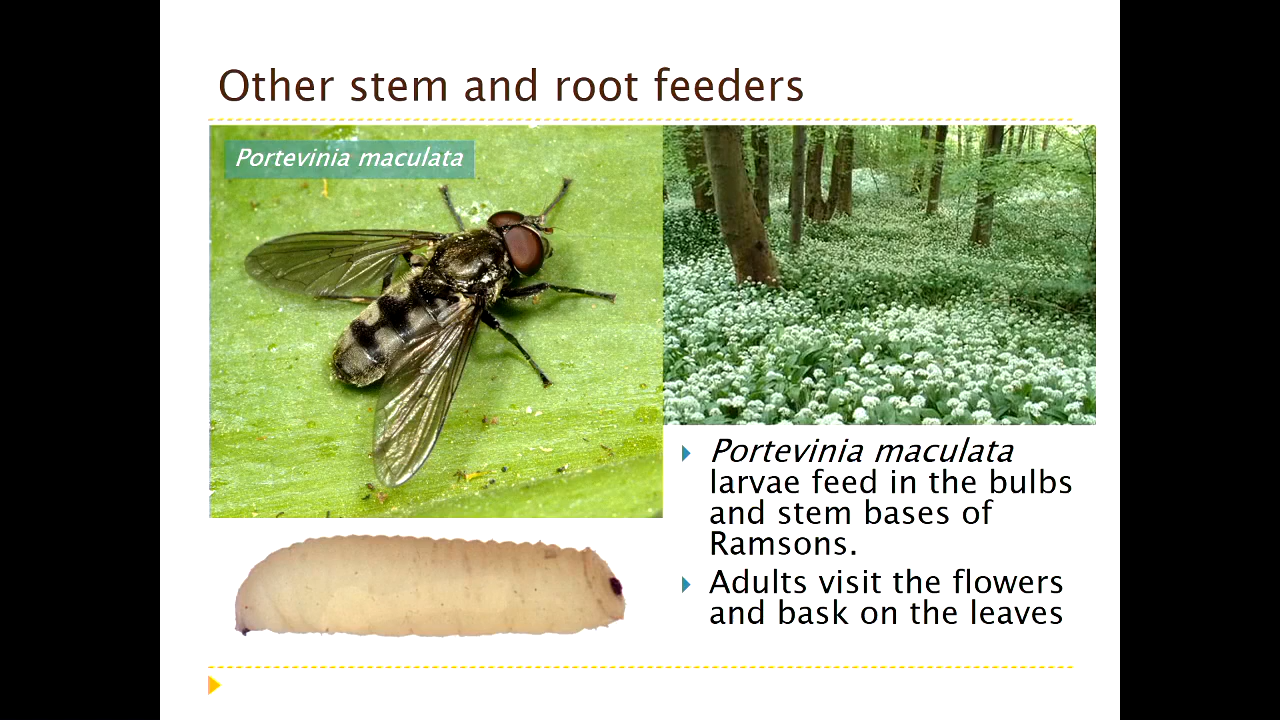 Other stem and root feeders
Portevinia maculata
Portevinia maculata
larvae feed in the bulbs
and stem bases of
Ramsons.
Adults visit the flowers
and bask on the leaves